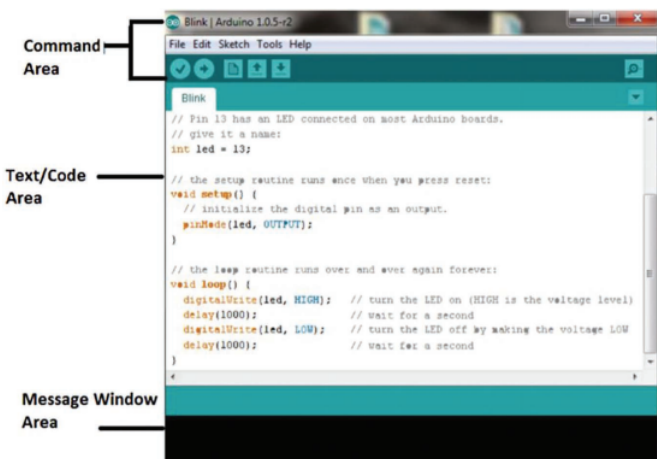 Command
Area
Blink | Arduino 1.0.5-r2
File Edit Sketch Tools Help
Blink
Text/Code
Area
// Pin 13 has an LED connected on most Arduino boards.
// give it a name:
int led = 13;
// the setup routine runs once when you press reset:
void setup() {
// initialize the digital pin as an output.
pinMode(led, OUTPUT);
}
// the loop routine runs over and over again forever:
void loop() {
digitalWrite(led, HIGH); // turn the LED on (HIGH is the voltage level)
delay(1000); // wait for a second
digitalWrite(led, LOW); // turn the LED off by making the voltage LOW
delay(1000); // wait for a second
}
Message Window
Area